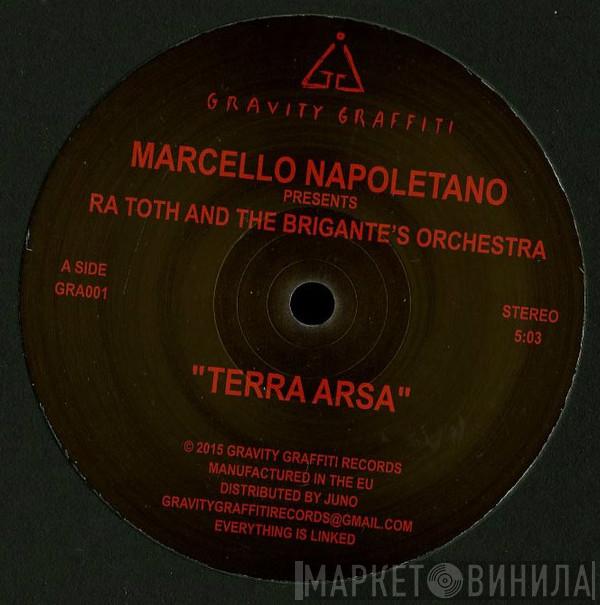 GRAVITY GRAFFITI
MARCELLO NAPOLETANO
PRESENTS
RA TOTH AND THE BRIGANTE'S ORCHESTRA
A SIDE
GRA001
STEREO
5:03
"TERRA ARSA"
© 2015 GRAVITY GRAFFITI RECORDS
MANUFACTURED IN THE EU
DISTRIBUTED BY JUNO
GRAVITYGRAFFITIRECORDS@GMAIL.COM
EVERYTHING IS LINKED
МАРКЕТ ВИНИЛА